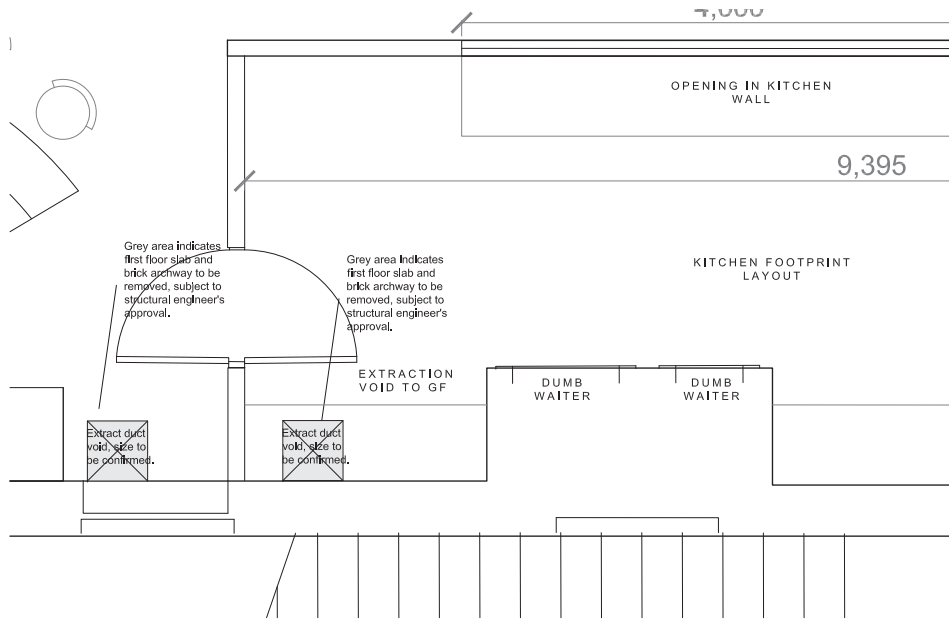 4,000
OPENING IN KITCHEN
WALL
9,395
Grey area indicates
first floor slab and
brick archway to be
removed, subject to
structural engineer's
approval.
Grey area indicates
first floor slab and
brick archway to be
removed, subject to
structural engineer's
approval.
KITCHEN FOOTPRINT
LAYOUT
EXTRACTION
VOID TO GF
DUMB
WAITER
DUMB
WAITER
Extract duct
void, size to
be confirmed.
Extract duct
void, size to
be confirmed.